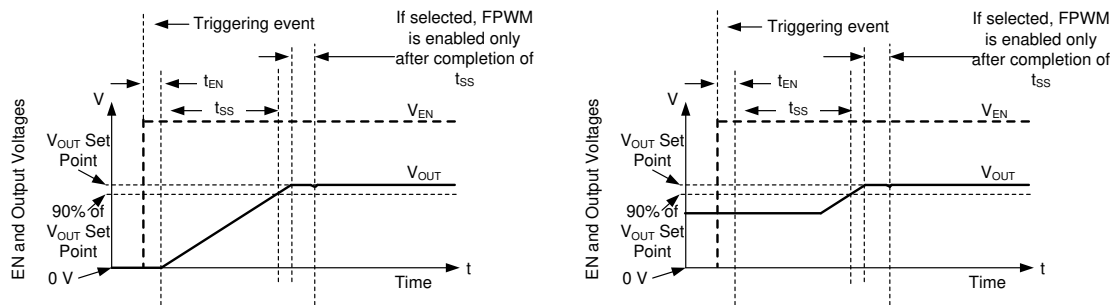 Triggering event
If selected, FPWM
is enabled only
after completion of
tSS
tEN
tSS
V
VEN
EN and Output Voltages
VOUT Set
Point
VOUT
90% of
VOUT Set
Point
0 V
Time
t
Triggering event
If selected, FPWM
is enabled only
after completion of
tSS
tEN
tSS
V
VEN
EN and Output Voltages
VOUT Set
Point
VOUT
90% of
VOUT Set
Point
0 V
Time
t